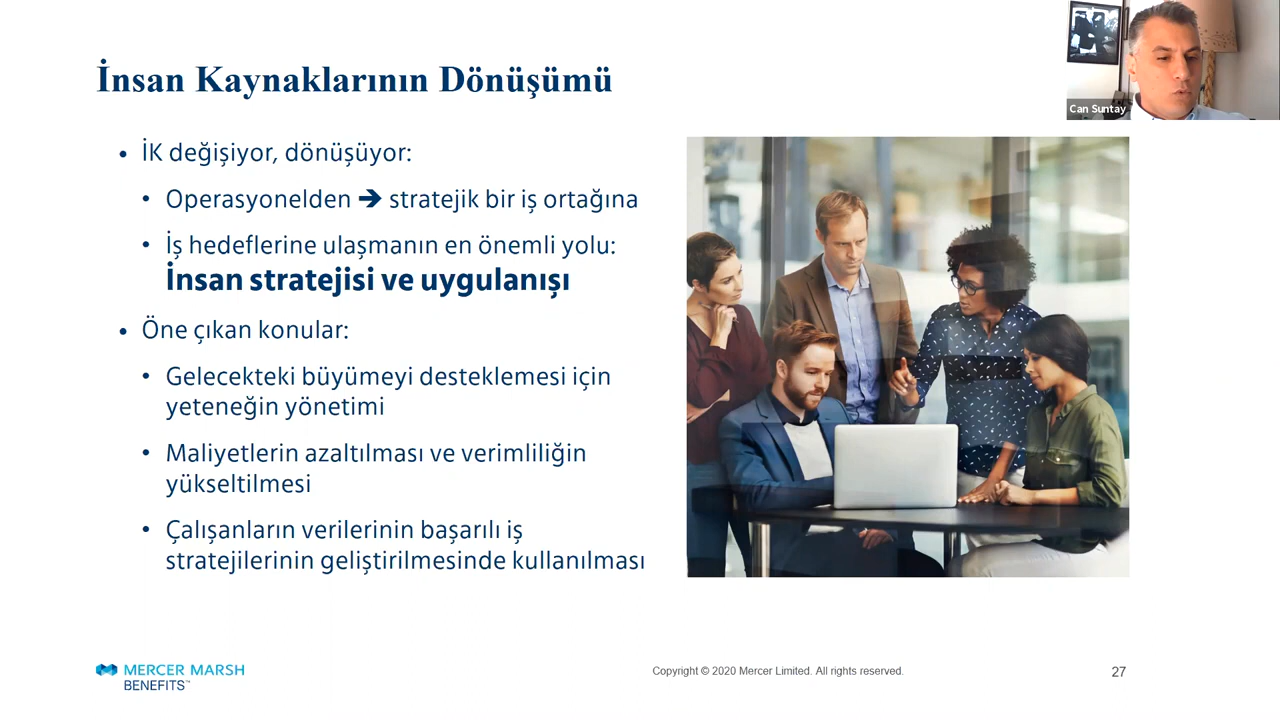 İnsan Kaynaklarının Dönüşümü
Can Suntay
• İK değişiyor, dönüşüyor:
• Operasyonelden ➔ stratejik bir iş ortağına
• İş hedeflerine ulaşmanın en önemli yolu:
İnsan stratejisi ve uygulanışı
• Öne çıkan konular:
• Gelecekteki büyümeyi desteklemesi için
yeteneğin yönetimi
• Maliyetlerin azaltılması ve verimliliğin
yükseltilmesi
• Çalışanların verilerinin başarılı iş
stratejilerinin geliştirilmesinde kullanılması
MERCER MARSH
BENEFITS™
Copyright © 2020 Mercer Limited. All rights reserved.
27